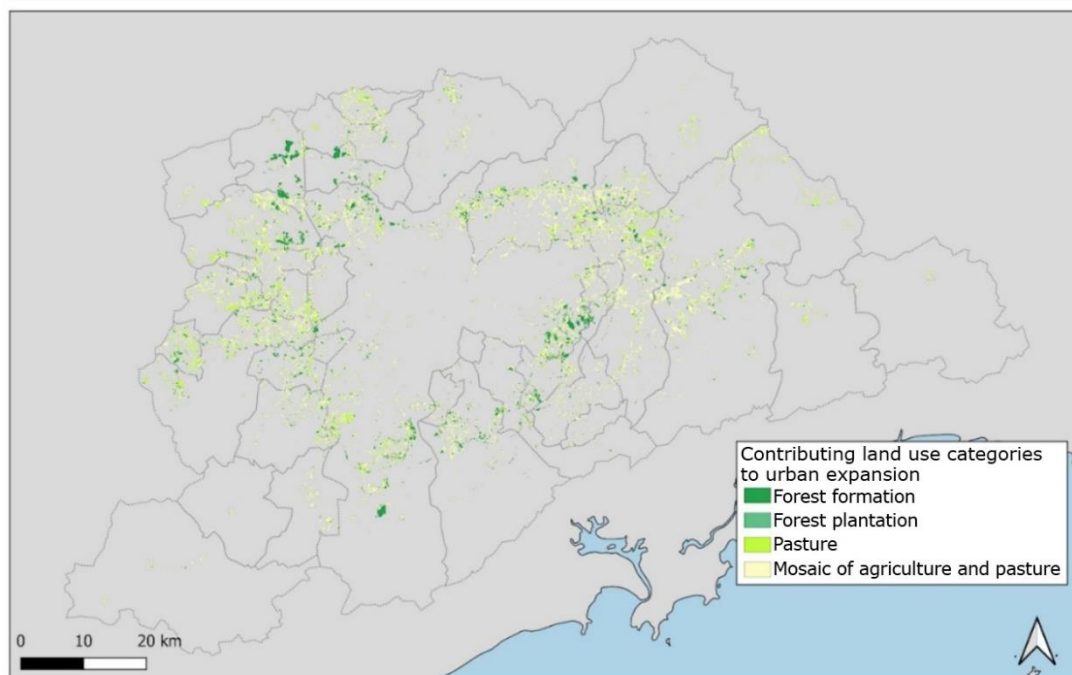 Contributing land use categories
to urban expansion
Forest formation
Forest plantation
Pasture
Mosaic of agriculture and pasture
0 10 20 km